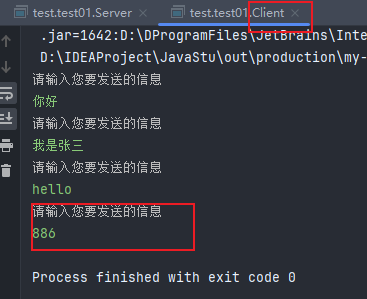 test.test01.Server
test.test01.Client
.jar=1642:D:\DProgramFiles\JetBrains\Inte
D:\IDEAProject\JavaStu\out\production\my-
请输入您要发送的信息
你好
请输入您要发送的信息
我是张三
请输入您要发送的信息
hello
请输入您要发送的信息
886
Process finished with exit code 0